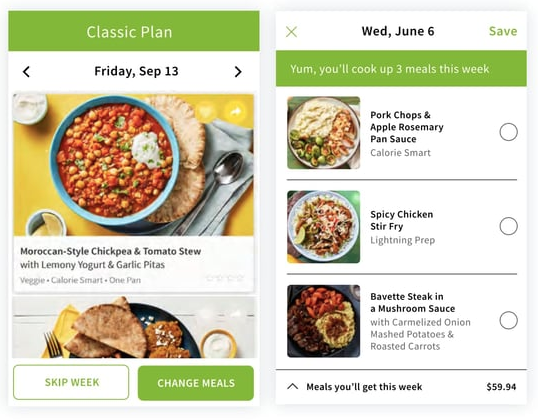 Classic Plan
Friday, Sep 13
Moroccan-Style Chickpea & Tomato Stew
with Lemony Yogurt & Garlic Pitas
Veggie • Calorie Smart • One Pan
SKIP WEEK
CHANGE MEALS
Wed, June 6
Save
Yum, you'll cook up 3 meals this week
Pork Chops &
Apple Rosemary
Pan Sauce
Calorie Smart
Spicy Chicken
Stir Fry
Lightning Prep
Bavette Steak in
a Mushroom Sauce
with Carmelized Onion
Mashed Potatoes &
Roasted Carrots
Meals you'll get this week
$59.94